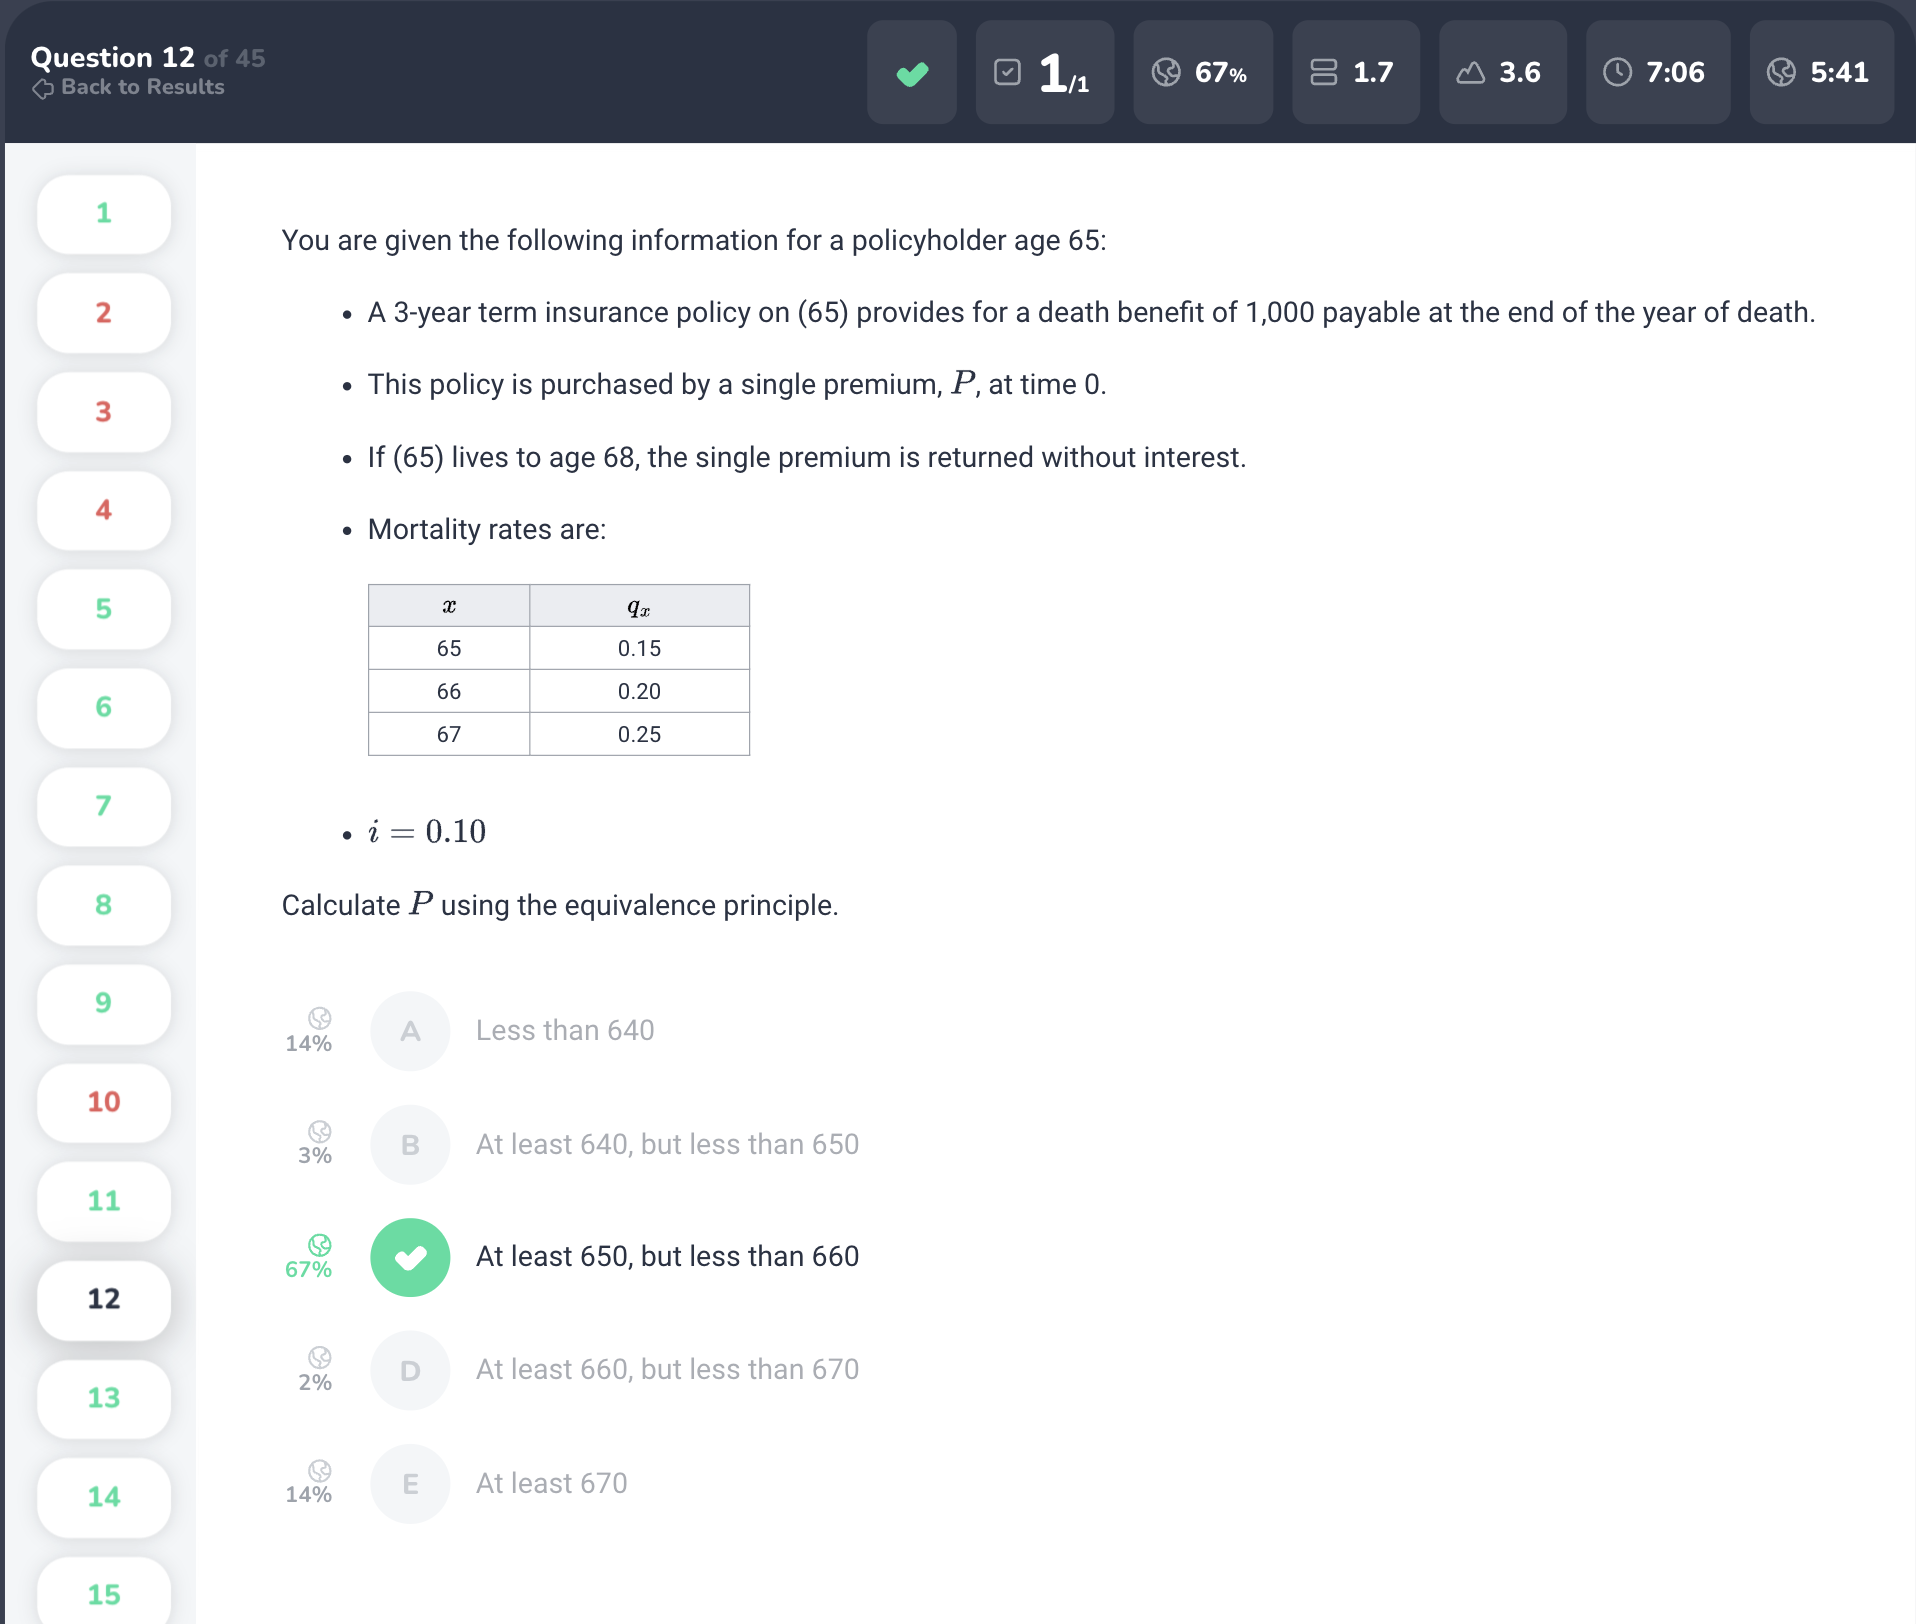 Question 12 of 45
Back to Results
1/1
67%
1.7
3.6
7:06
5:41
1
2
3
4
5
6
7
8
9
10
11
12
13
14
15
You are given the following information for a policyholder age 65:
• A 3-year term insurance policy on (65) provides for a death benefit of 1,000 payable at the end of the year of death.
• This policy is purchased by a single premium, P, at time 0.
• If (65) lives to age 68, the single premium is returned without interest.
• Mortality rates are:
x qₓ
65 0.15
66 0.20
67 0.25
• i = 0.10
Calculate P using the equivalence principle.
14% A Less than 640
3% B At least 640, but less than 650
67% At least 650, but less than 660
2% D At least 660, but less than 670
14% E At least 670